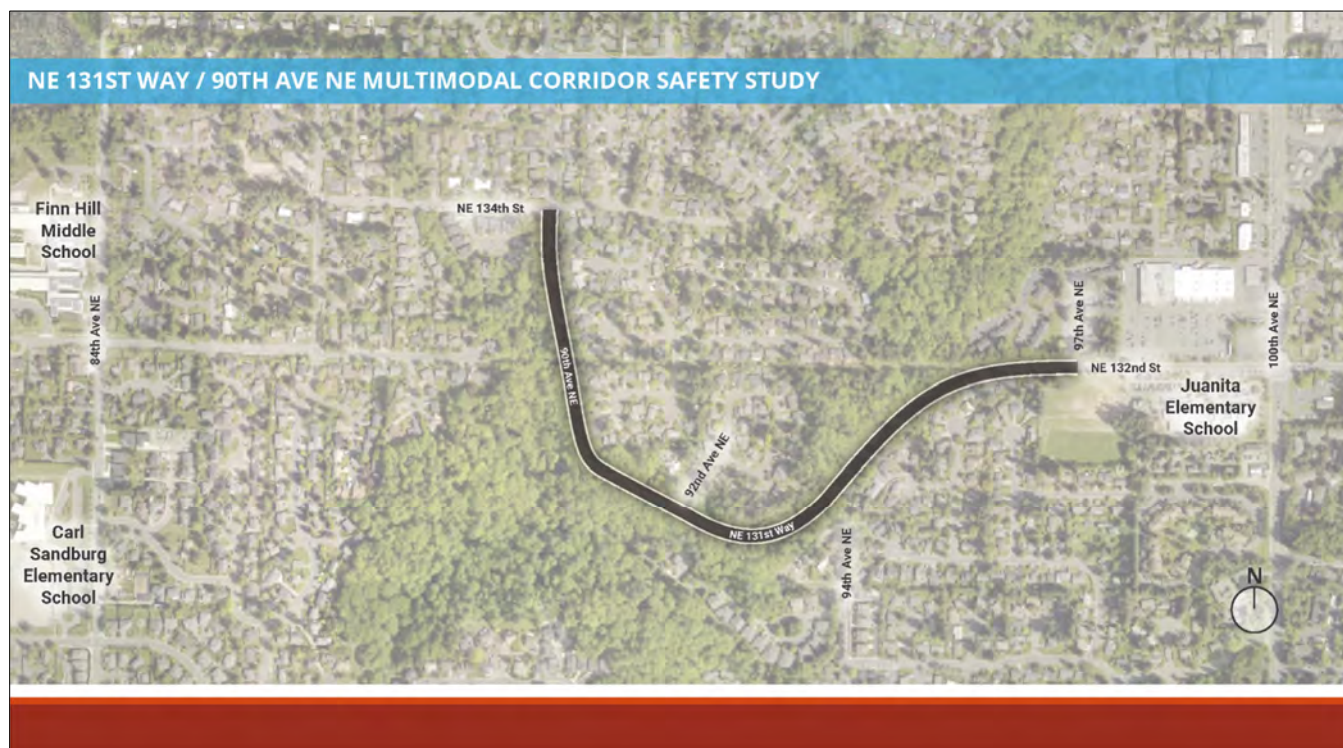 NE 131ST WAY / 90TH AVE NE MULTIMODAL CORRIDOR SAFETY STUDY
Finn Hill
Middle
School
NE 134th St
84th Ave NE
90th Ave NE
97th Ave NE
100th Ave NE
NE 132nd St
Juanita
Elementary
School
92nd Ave NE
NE 131st Way
94th Ave NE
Carl
Sandburg
Elementary
School
N